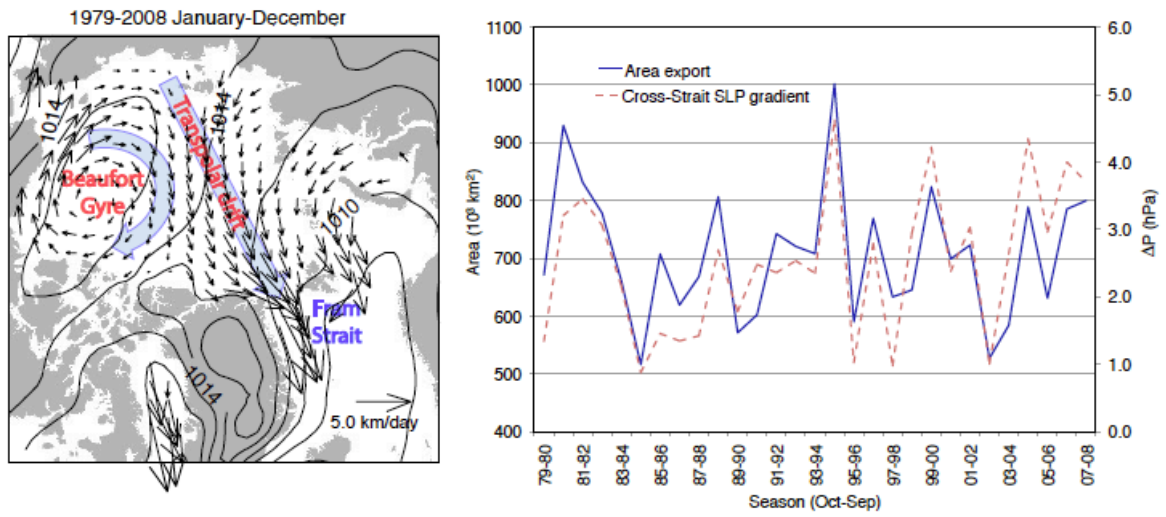 1979-2008 January-December
1014
Transpolar drift
1014
Beaufort
Gyre
1010
Fram
Strait
1014
5.0 km/day
1100
1000
900
800
700
600
500
400
Area (10³ km²)
Area export
Cross-Strait SLP gradient
6.0
5.0
4.0
3.0
2.0
1.0
0.0
ΔP (hPa)
79-80
81-82
83-84
85-86
87-88
89-90
91-92
93-94
95-96
97-98
99-00
01-02
03-04
05-06
07-08
Season (Oct-Sep)